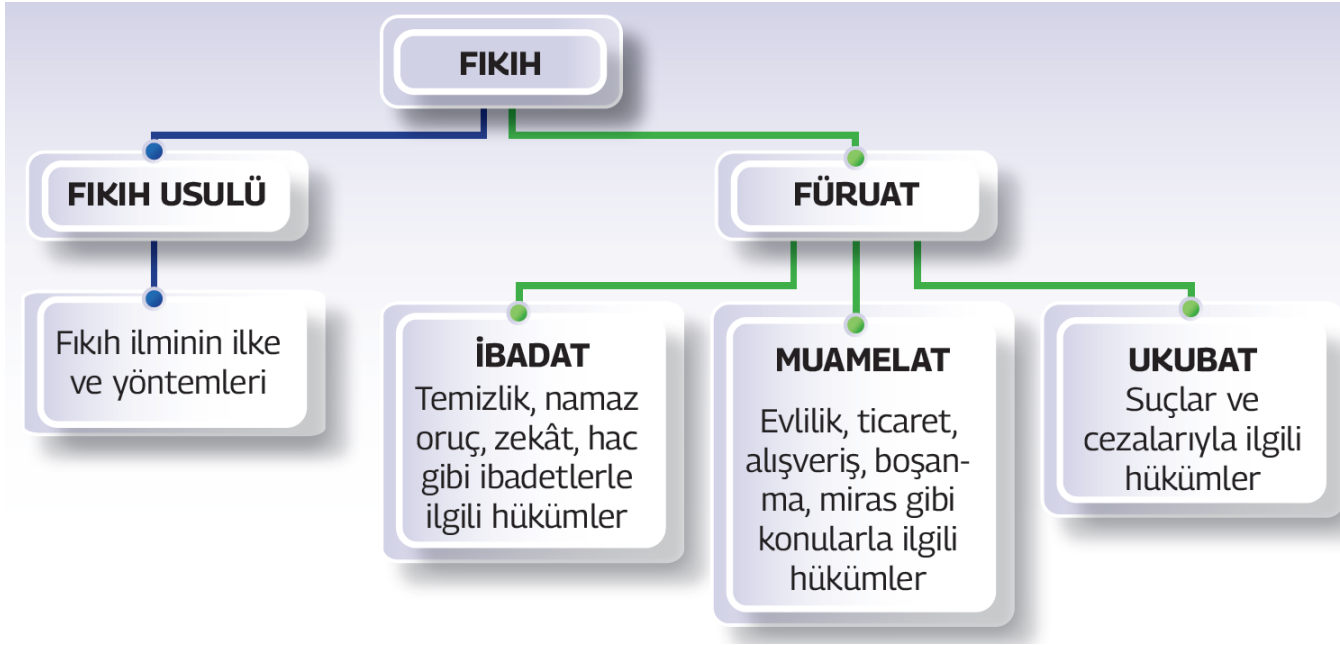 FIKIH
FIKIH USULÜ
FÜRUAT
Fıkıh ilminin ilke
ve yöntemleri
İBADAT
Temizlik, namaz
oruç, zekât, hac
gibi ibadetlerle
ilgili hükümler
MUAMELAT
Evlilik, ticaret,
alışveriş, boşan-
ma, miras gibi
konularla ilgili
hükümler
UKUBAT
Suçlar ve
cezalarıyla ilgili
hükümler